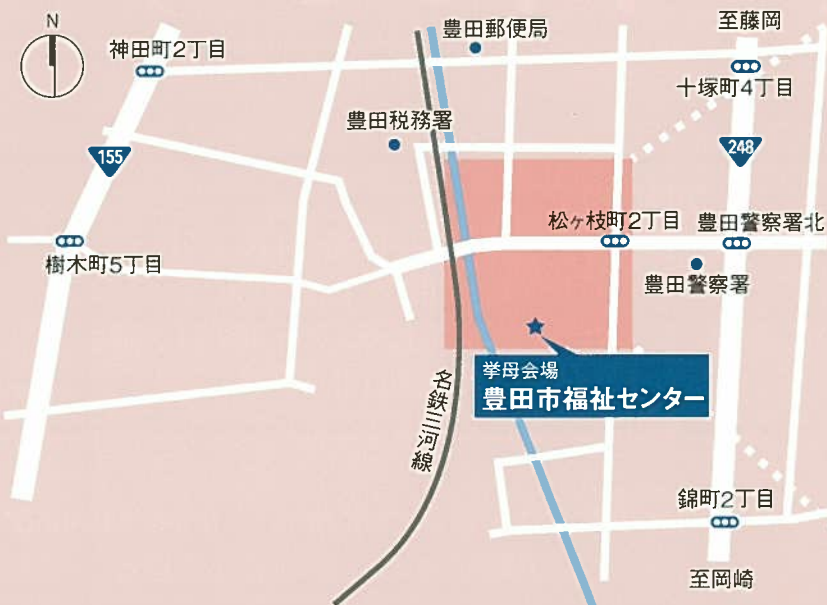 N
至藤岡
豊田郵便局
神田町2丁目
十塚町4丁目
豊田税務署
155
248
松ヶ枝町2丁目
豊田警察署北
樹木町5丁目
豊田警察署
挙母会場
豊田市福祉センター
名鉄三河線
錦町2丁目
至岡崎